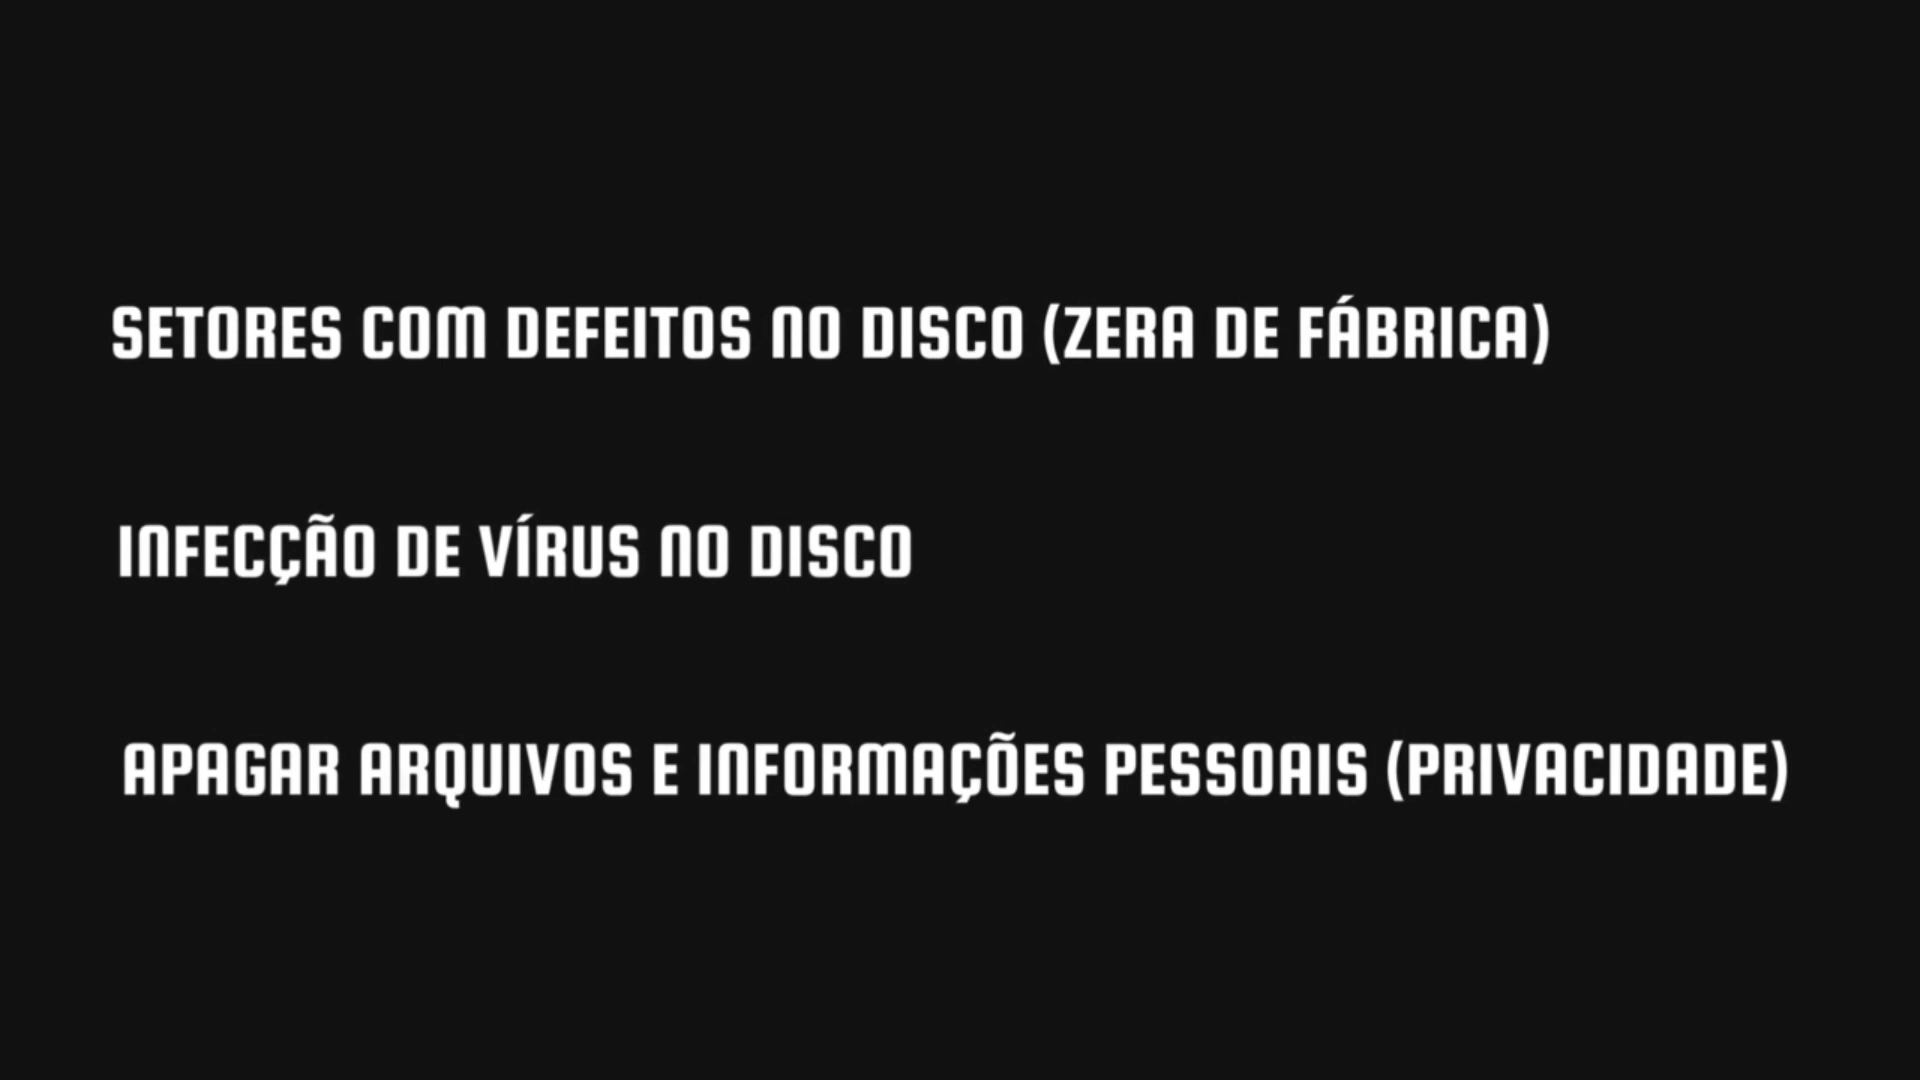 SETORES COM DEFEITOS NO DISCO (ZERA DE FÁBRICA)
INFECÇÃO DE VÍRUS NO DISCO
APAGAR ARQUIVOS E INFORMAÇÕES PESSOAIS (PRIVACIDADE)